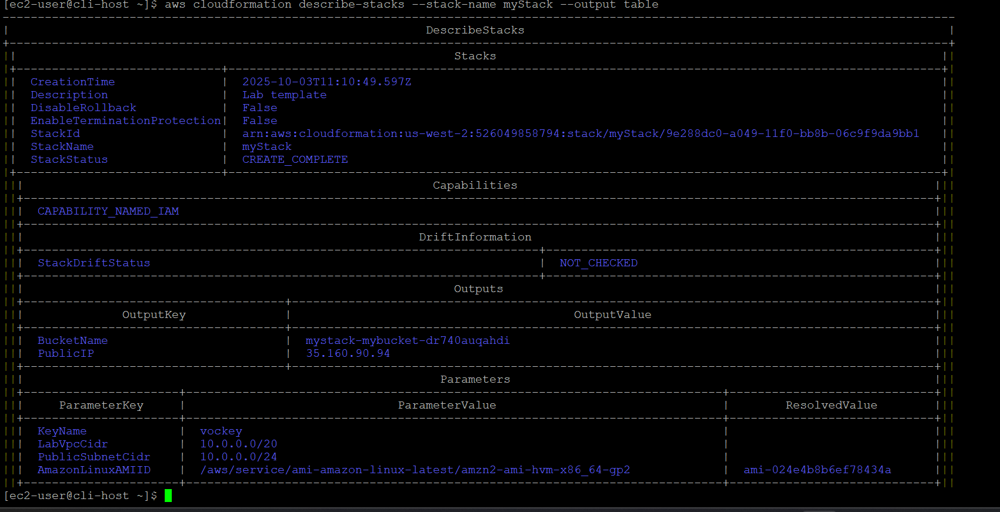 [ec2-user@cli-host ~]$ aws cloudformation describe-stacks --stack-name myStack --output table
DescribeStacks
Stacks
CreationTime | 2025-10-03T11:10:49.597Z
Description | Lab template
DisableRollback | False
EnableTerminationProtection| False
StackId | arn:aws:cloudformation:us-west-2:526049858794:stack/myStack/9e288dc0-a049-11f0-bb8b-06c9f9da9bb1
StackName | myStack
StackStatus | CREATE_COMPLETE
Capabilities
CAPABILITY_NAMED_IAM
DriftInformation
StackDriftStatus | NOT_CHECKED
Outputs
OutputKey | OutputValue
BucketName | mystack-mybucket-dr740auqahdi
PublicIP | 35.160.90.94
Parameters
ParameterKey | ParameterValue | ResolvedValue
KeyName | vockey |
LabVpcCidr | 10.0.0.0/20 |
PublicSubnetCidr | 10.0.0.0/24 |
AmazonLinuxAMIID | /aws/service/ami-amazon-linux-latest/amzn2-ami-hvm-x86_64-gp2 | ami-024e4b8b6ef78434a
[ec2-user@cli-host ~]$